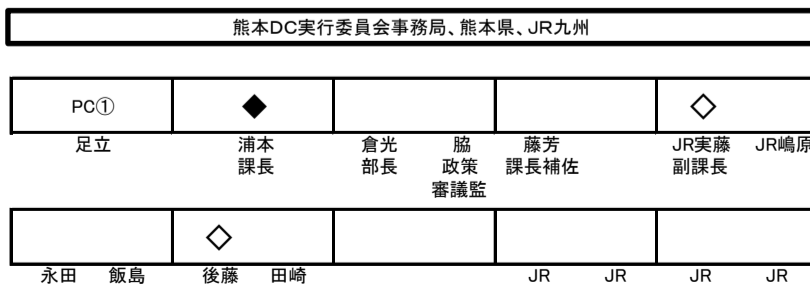 熊本DC実行委員会事務局、熊本県、JR九州
PC① ◆ ◇
足立 浦本 倉光 脇 藤芳 JR実藤 JR嶋原
課長 部長 政策 課長補佐 副課長
審議監
◇
永田 飯島 後藤 田崎 JR JR JR JR